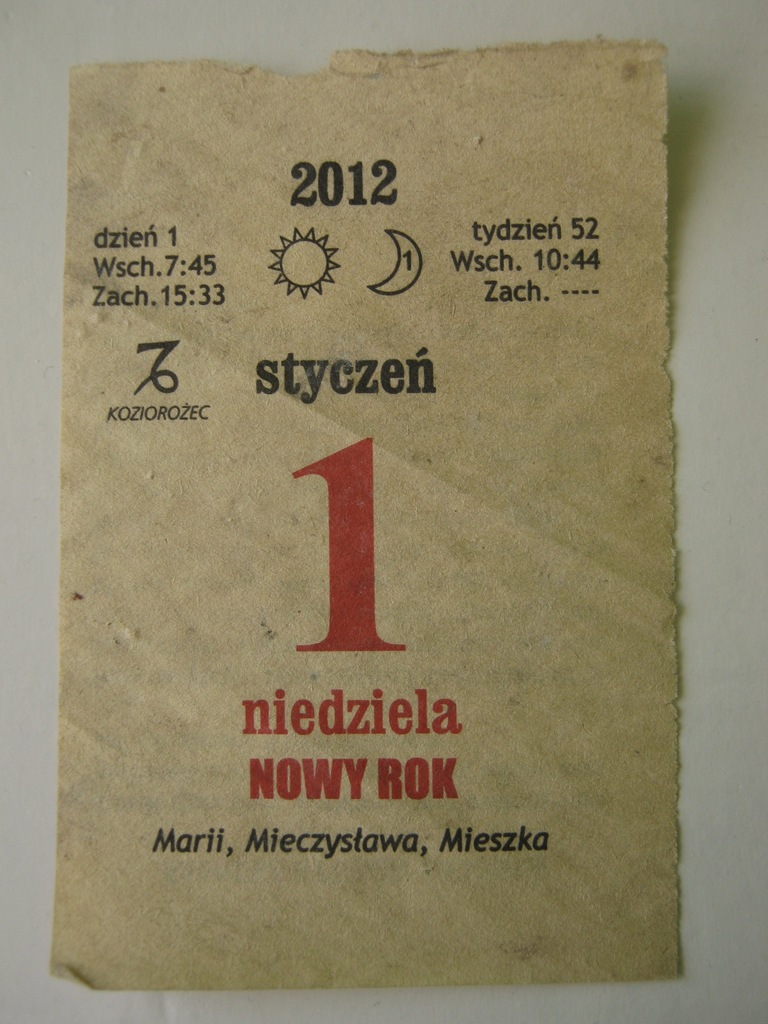 2012
dzień 1
Wsch.7:45
Zach.15:33
1
tydzień 52
Wsch. 10:44
Zach. ----
KOZIOROŻEC
styczeń
1
niedziela
NOWY ROK
Marii, Mieczysława, Mieszka